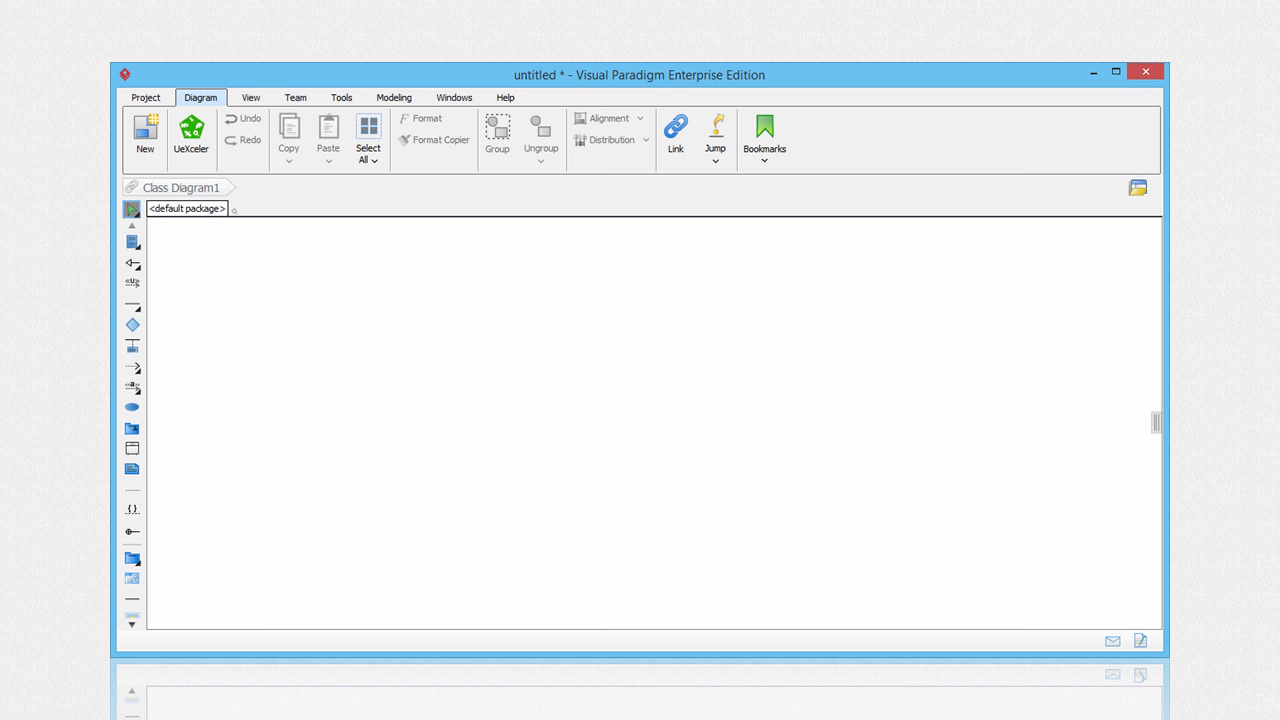 untitled * - Visual Paradigm Enterprise Edition
Project Diagram View Team Tools Modeling Windows Help
New
UeXceler
Undo
Redo
Copy
Paste
Select
All
Format
Format Copier
Group
Ungroup
Alignment
Distribution
Link
Jump
Bookmarks
Class Diagram1
<default package>
«u»
a
{}